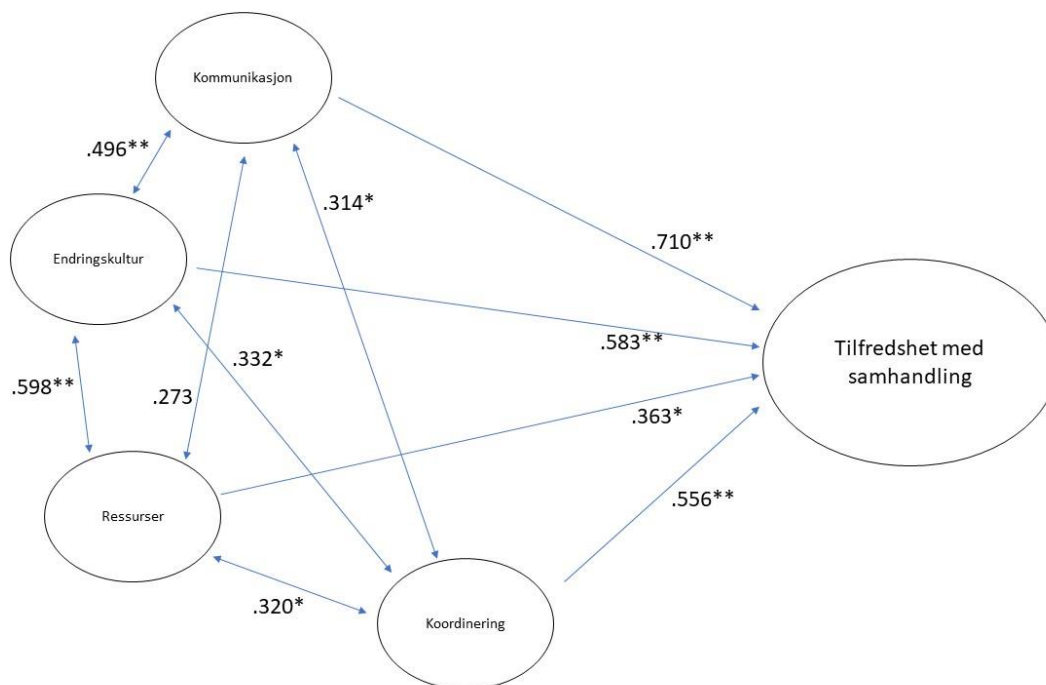 Kommunikasjon
.496**
.314*
.710**
Endringskultur
.583**
Tilfredshet med
samhandling
.598**
.273
.332*
.363*
Ressurser
.556**
.320*
Koordinering